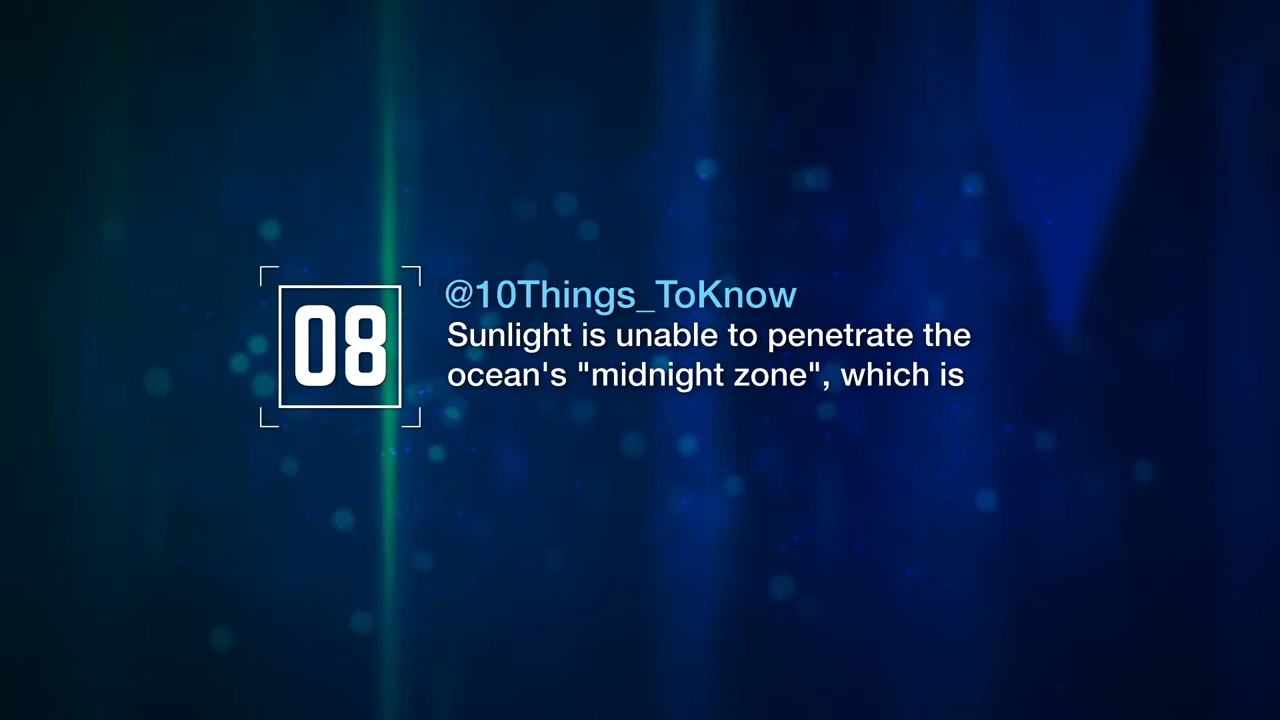 08
@10Things_ToKnow
Sunlight is unable to penetrate the
ocean's "midnight zone", which is